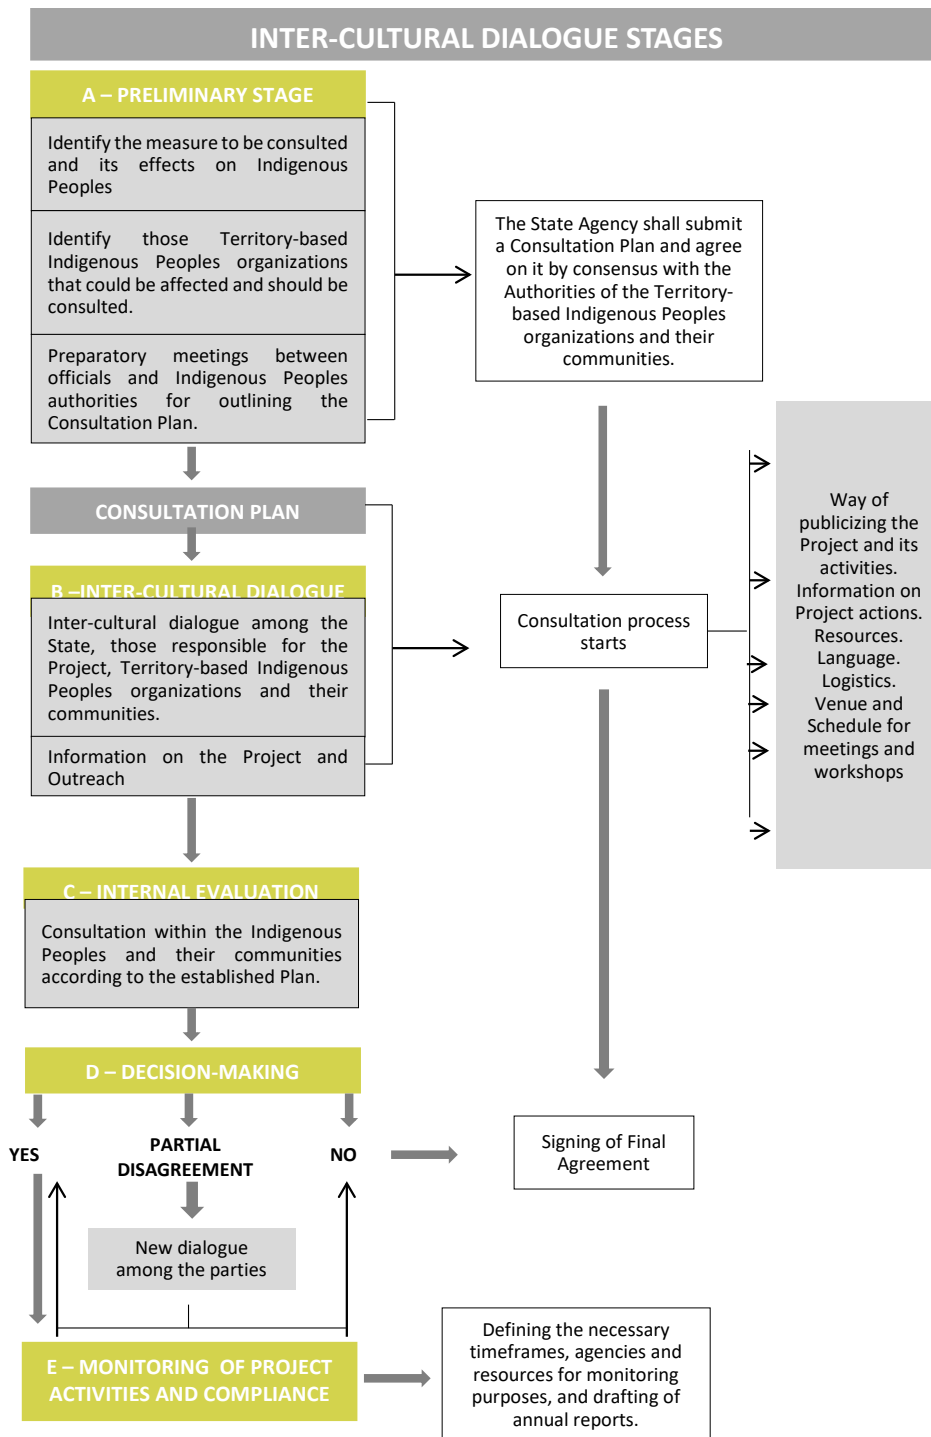 INTER-CULTURAL DIALOGUE STAGES
A – PRELIMINARY STAGE
Identify the measure to be consulted
and its effects on Indigenous
Peoples
Identify those Territory-based
Indigenous Peoples organizations
that could be affected and should be
consulted.
Preparatory meetings between
officials and Indigenous Peoples
authorities for outlining the
Consultation Plan.
The State Agency shall submit
a Consultation Plan and agree
on it by consensus with the
Authorities of the Territory-
based Indigenous Peoples
organizations and their
communities.
CONSULTATION PLAN
B –INTER-CULTURAL DIALOGUE
Inter-cultural dialogue among the
State, those responsible for the
Project, Territory-based Indigenous
Peoples organizations and their
communities.
Information on the Project and
Outreach
Consultation process
starts
Way of
publicizing the
Project and its
activities.
Information on
Project actions.
Resources.
Language.
Logistics.
Venue and
Schedule for
meetings and
workshops
C – INTERNAL EVALUATION
Consultation within the Indigenous
Peoples and their communities
according to the established Plan.
D – DECISION-MAKING
YES
PARTIAL
DISAGREEMENT
NO
Signing of Final
Agreement
New dialogue
among the parties
E – MONITORING OF PROJECT
ACTIVITIES AND COMPLIANCE
Defining the necessary
timeframes, agencies and
resources for monitoring
purposes, and drafting of
annual reports.